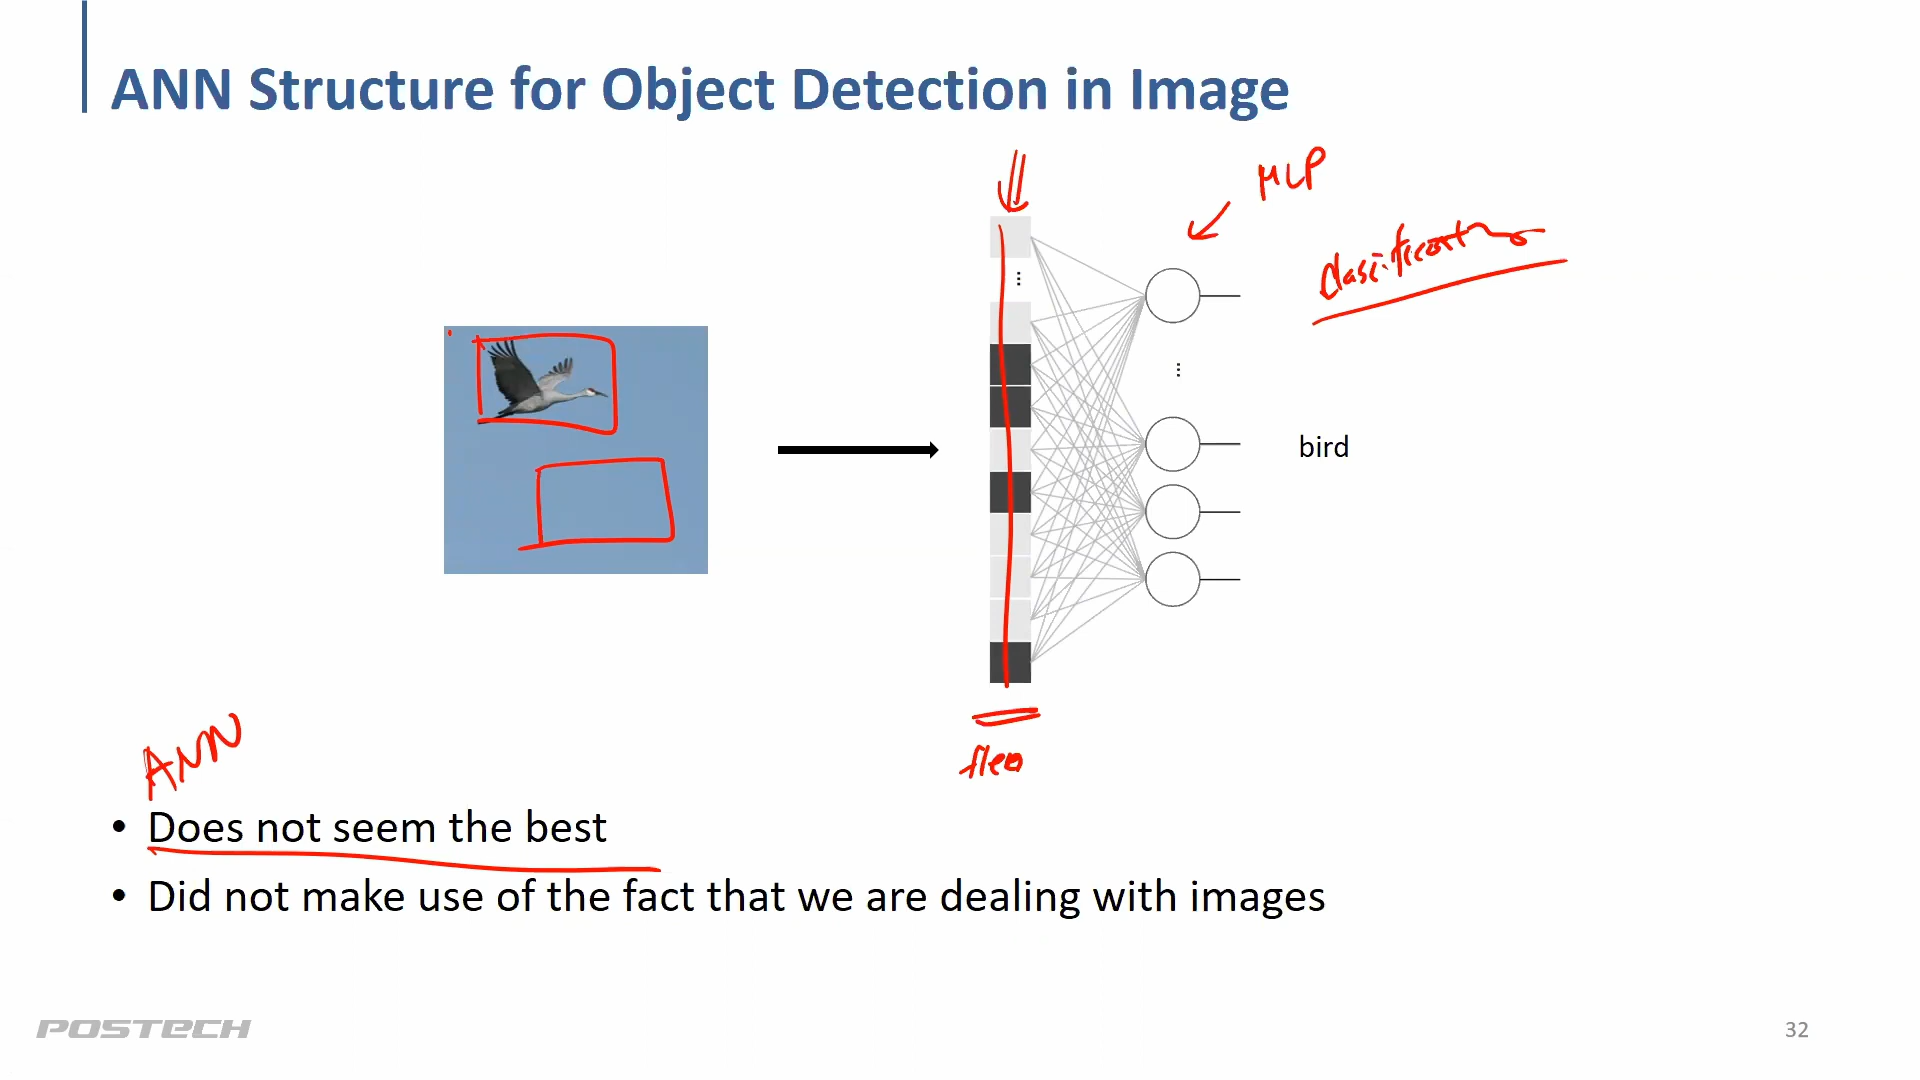 ANN Structure for Object Detection in Image
MLP
bird
ANN
• Does not seem the best
• Did not make use of the fact that we are dealing with images
POSTECH
32